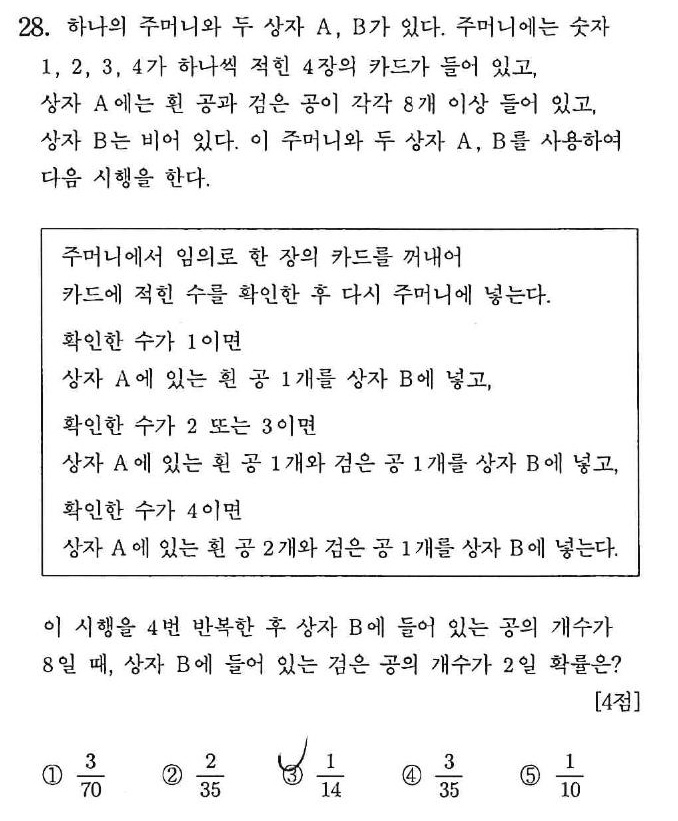 28. 하나의 주머니와 두 상자 A, B가 있다. 주머니에는 숫자
1, 2, 3, 4가 하나씩 적힌 4장의 카드가 들어 있고,
상자 A에는 흰 공과 검은 공이 각각 8개 이상 들어 있고,
상자 B는 비어 있다. 이 주머니와 두 상자 A, B를 사용하여
다음 시행을 한다.
주머니에서 임의로 한 장의 카드를 꺼내어
카드에 적힌 수를 확인한 후 다시 주머니에 넣는다.
확인한 수가 1이면
상자 A에 있는 흰 공 1개를 상자 B에 넣고,
확인한 수가 2 또는 3이면
상자 A에 있는 흰 공 1개와 검은 공 1개를 상자 B에 넣고,
확인한 수가 4이면
상자 A에 있는 흰 공 2개와 검은 공 1개를 상자 B에 넣는다.
이 시행을 4번 반복한 후 상자 B에 들어 있는 공의 개수가
8일 때, 상자 B에 들어 있는 검은 공의 개수가 2일 확률은?
[4점]
① 3/70 ② 2/35 ③ 1/14 ④ 3/35 ⑤ 1/10